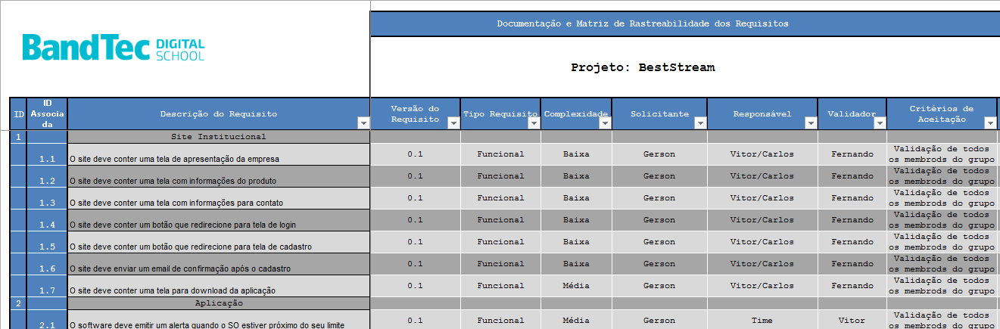 Documentação e Matriz de Rastreabilidade dos Requisitos
BandTec DIGITAL SCHOOL
Projeto: BestStream
ID | ID Associada | Descrição do Requisito | Versão do Requisito | Tipo Requisito | Complexidade | Solicitante | Responsável | Validador | Critérios de Aceitação
1 | Site Institucional
1.1 | O site deve conter uma tela de apresentação da empresa | 0.1 | Funcional | Baixa | Gerson | Vitor/Carlos | Fernando | Validação de todos os membrods do grupo
1.2 | O site deve conter uma tela com informações do produto | 0.1 | Funcional | Baixa | Gerson | Vitor/Carlos | Fernando | Validação de todos os membrods do grupo
1.3 | O site deve conter uma tela com informações para contato | 0.1 | Funcional | Baixa | Gerson | Vitor/Carlos | Fernando | Validação de todos os membrods do grupo
1.4 | O site deve conter um botão que redirecione para tela de login | 0.1 | Funcional | Baixa | Gerson | Vitor/Carlos | Fernando | Validação de todos os membrods do grupo
1.5 | O site deve conter um botão que redirecione para tela de cadastro | 0.1 | Funcional | Baixa | Gerson | Vitor/Carlos | Fernando | Validação de todos os membrods do grupo
1.6 | O site deve enviar um email de confirmação após o cadastro | 0.1 | Funcional | Baixa | Gerson | Vitor/Carlos | Fernando | Validação de todos os membrods do grupo
1.7 | O site deve conter uma tela para download da aplicação | 0.1 | Funcional | Média | Gerson | Vitor/Carlos | Fernando | Validação de todos os membrods do grupo
2 | Aplicação
2.1 | O software deve emitir um alerta quando o SO estiver próximo do seu limite | 0.1 | Funcional | Média | Gerson | Time | Vitor | Validação de todos os membrods do grupo